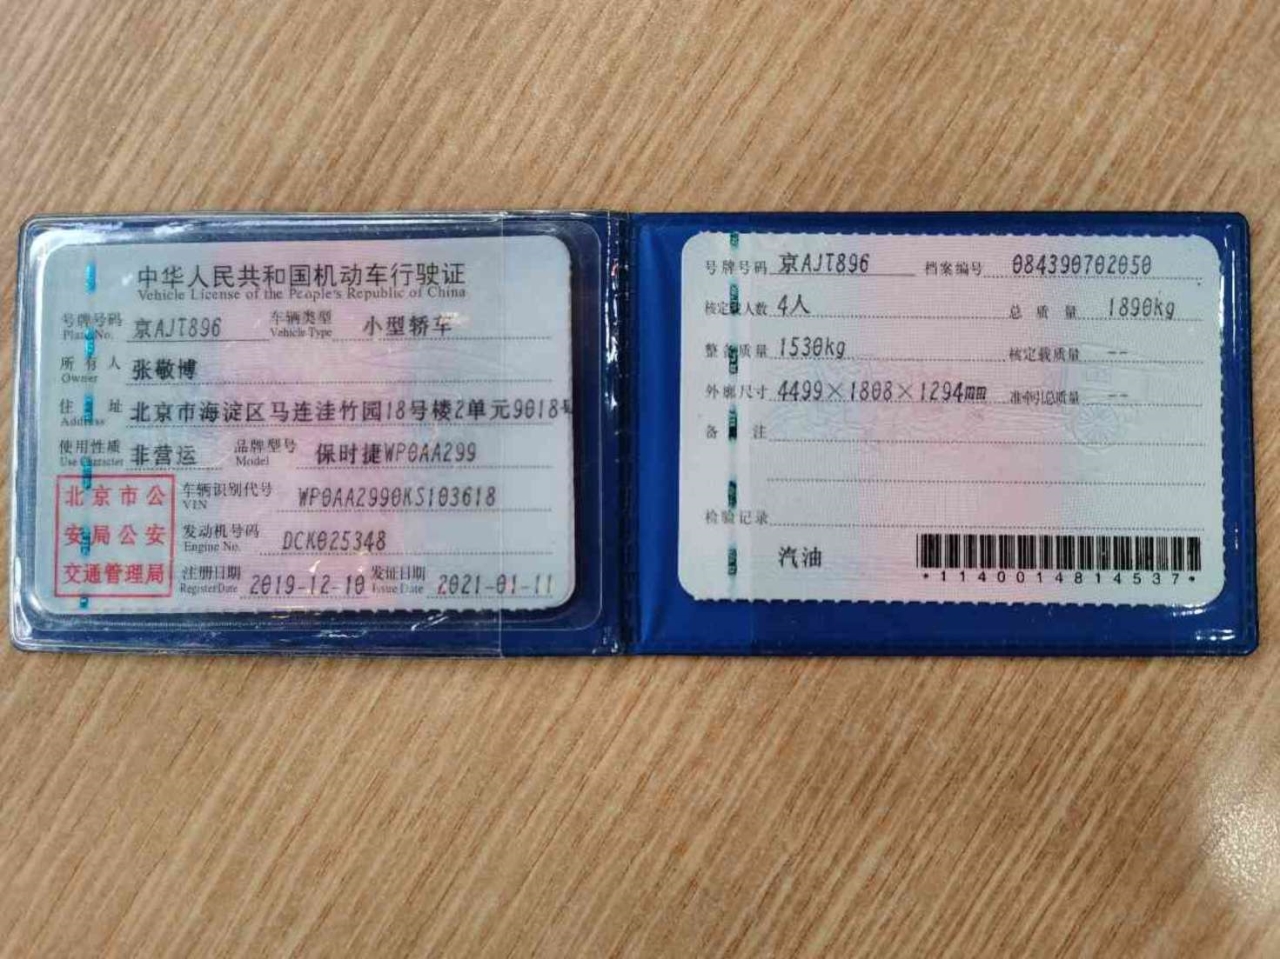 中华人民共和国机动车行驶证
Vehicle License of the People's Republic of China
号牌号码 京AJT896 车辆类型 小型轿车
Plate No. Vehicle Type
所有人 张敬博
Owner
住址 北京市海淀区马连洼竹园18号楼2单元9018号
Address
使用性质 非营运 品牌型号 保时捷WP0AA299
Use Character Model
北京市公
安局公安
交通管理局
车辆识别代号 WP0AA2990KS103618
VIN
发动机号码 DCK025348
Engine No.
注册日期 2019-12-10 发证日期 2021-01-11
Register Date Issue Date
号牌号码 京AJT896 档案编号 084390702050
核定载人数 4人 总质量 1890kg
整备质量 1530kg 核定载质量 --
外廓尺寸 4499×1808×1294mm 准牵引总质量 --
备注
检验记录
汽油
*1140014814537*